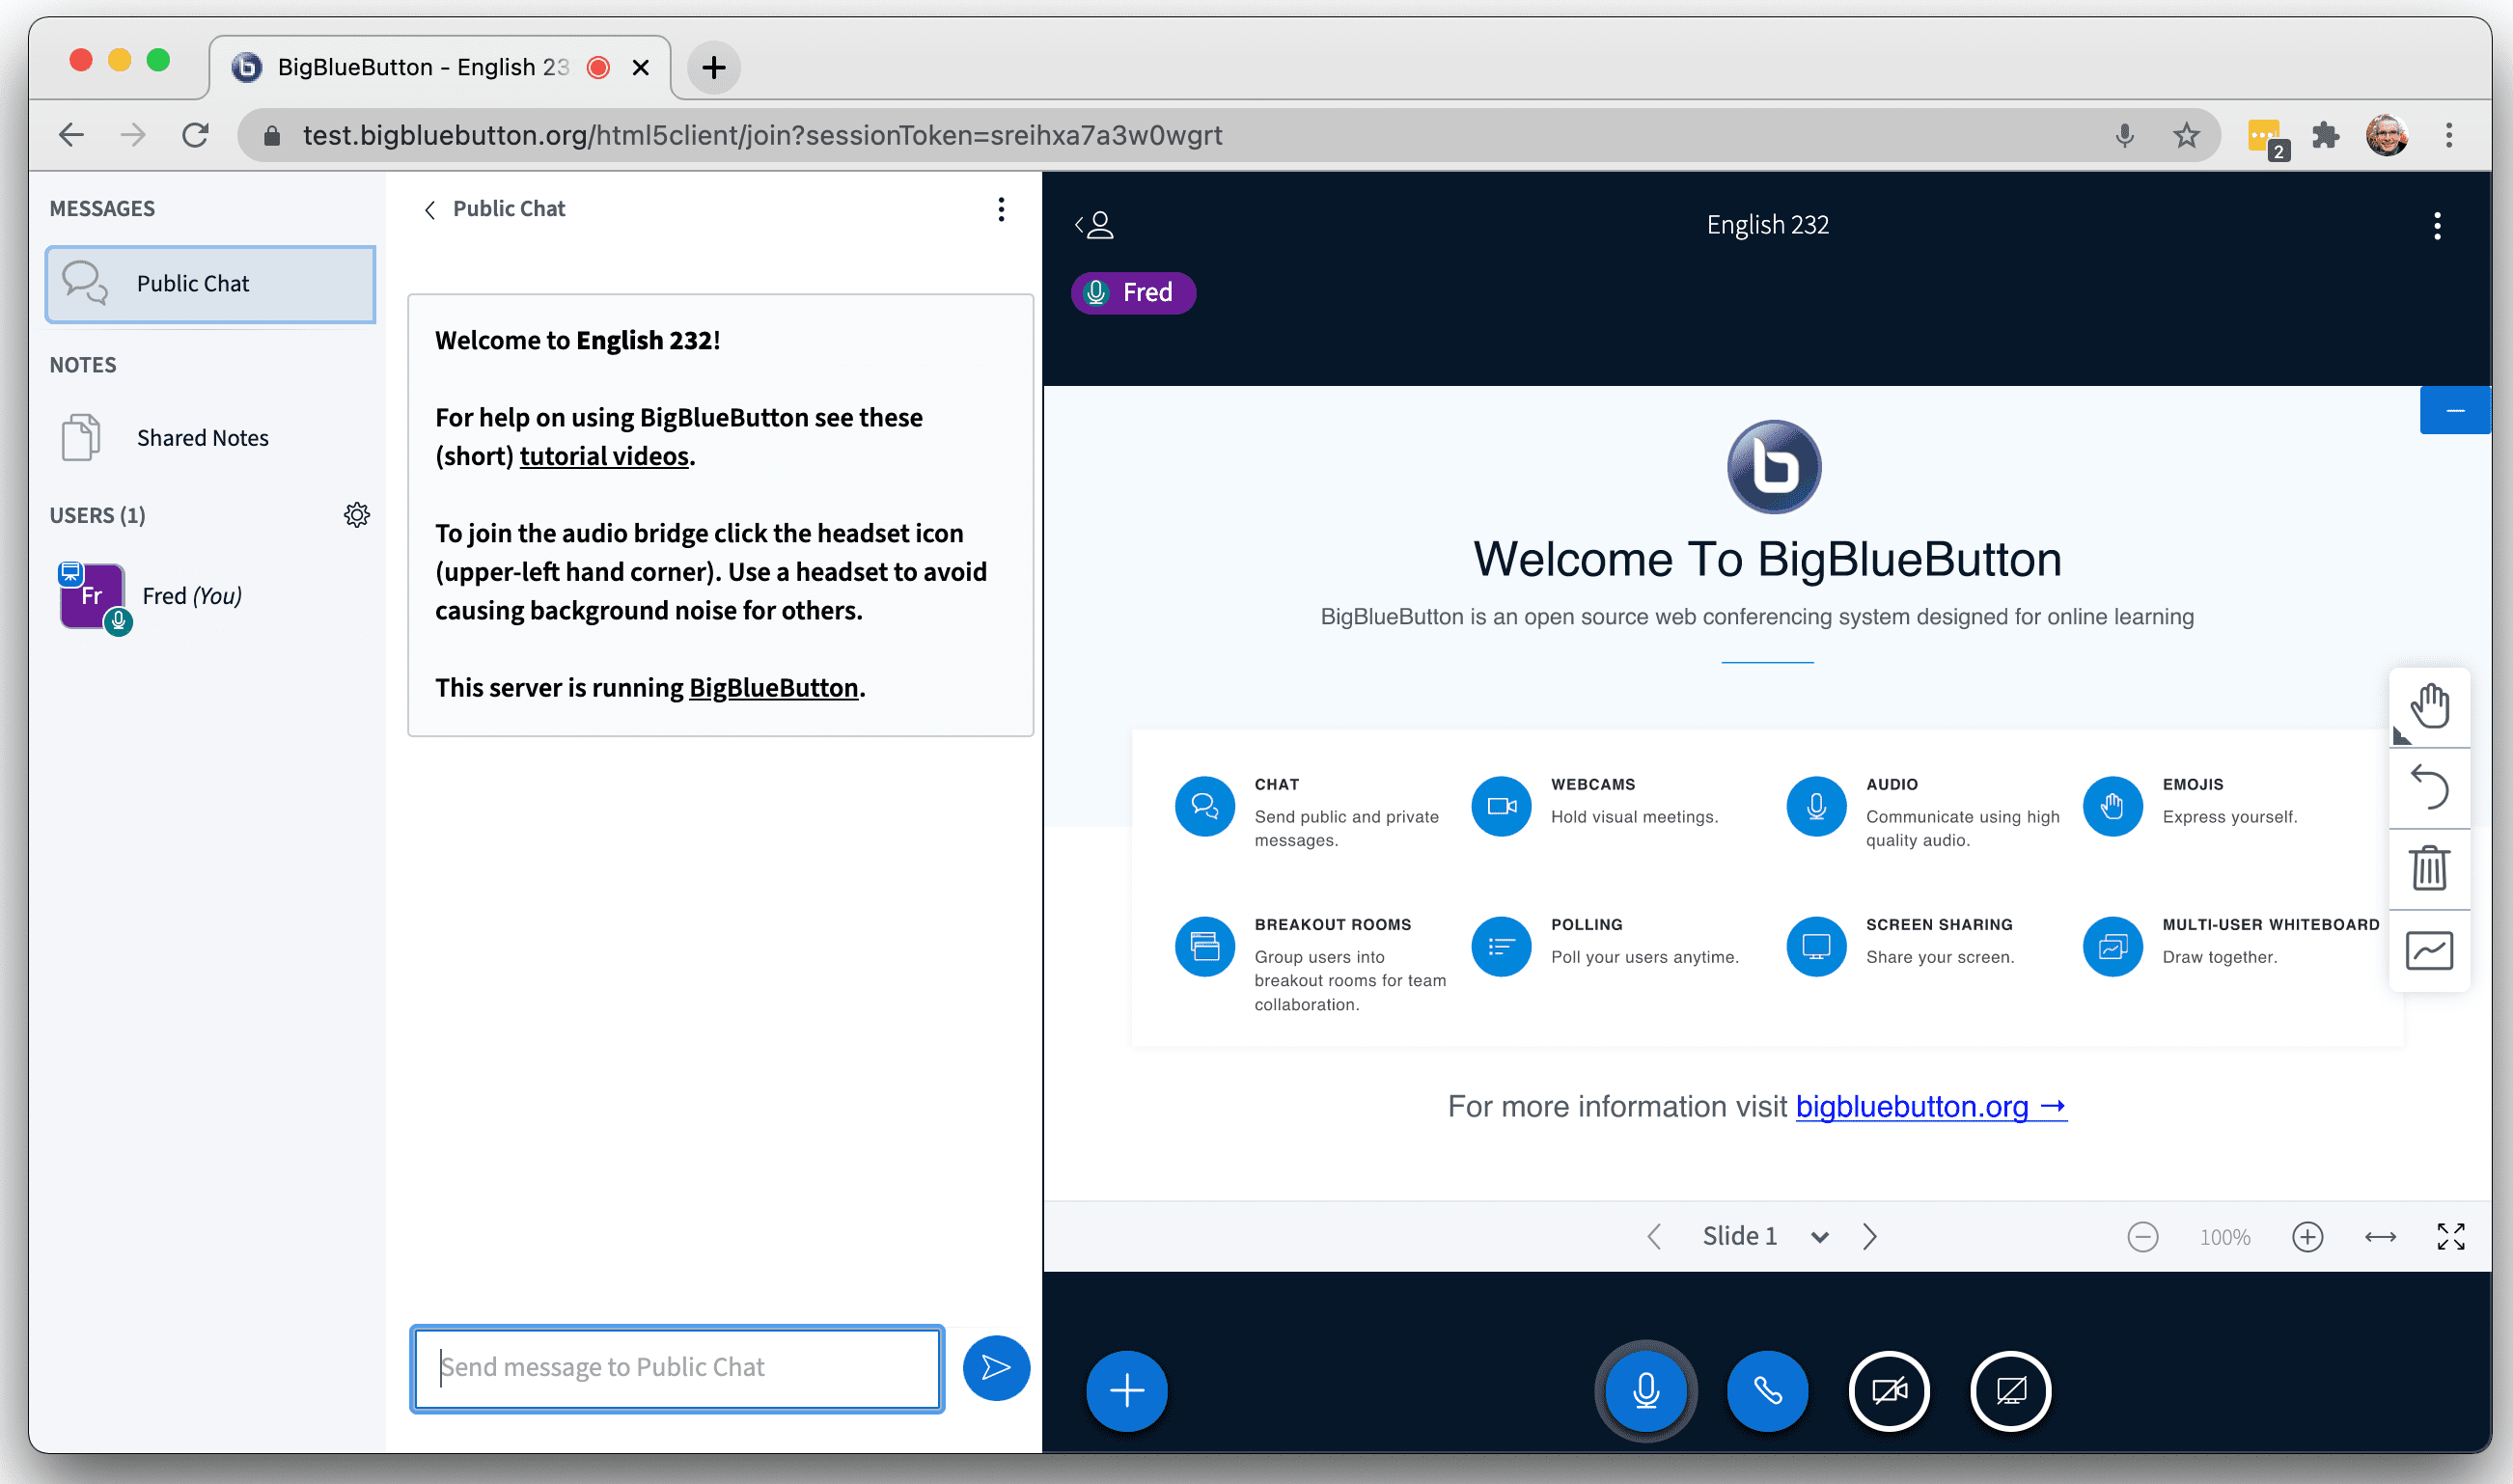 BigBlueButton - English 23
test.bigbluebutton.org/html5client/join?sessionToken=sreihxa7a3w0wgrt
2
MESSAGES
Public Chat
NOTES
Shared Notes
USERS (1)
Fr
Fred (You)
Public Chat
Welcome to English 232!
For help on using BigBlueButton see these
(short) tutorial videos.
To join the audio bridge click the headset icon
(upper-left hand corner). Use a headset to avoid
causing background noise for others.
This server is running BigBlueButton.
Send message to Public Chat
English 232
Fred
Welcome To BigBlueButton
BigBlueButton is an open source web conferencing system designed for online learning
CHAT
Send public and private
messages.
WEBCAMS
Hold visual meetings.
AUDIO
Communicate using high
quality audio.
EMOJIS
Express yourself.
BREAKOUT ROOMS
Group users into
breakout rooms for team
collaboration.
POLLING
Poll your users anytime.
SCREEN SHARING
Share your screen.
MULTI-USER WHITEBOARD
Draw together.
For more information visit bigbluebutton.org →
Slide 1
100%